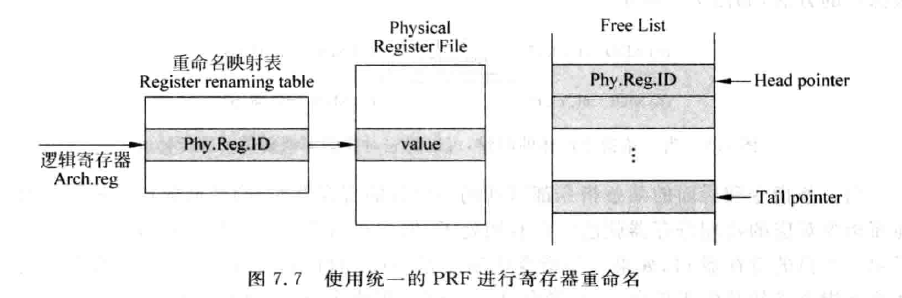 Physical
Register File
Free List
重命名映射表
Register renaming table
Phy.Reg.ID
Head pointer
Phy.Reg.ID
value
逻辑寄存器
Arch.reg
⋮
Tail pointer
图 7.7 使用统一的 PRF 进行寄存器重命名